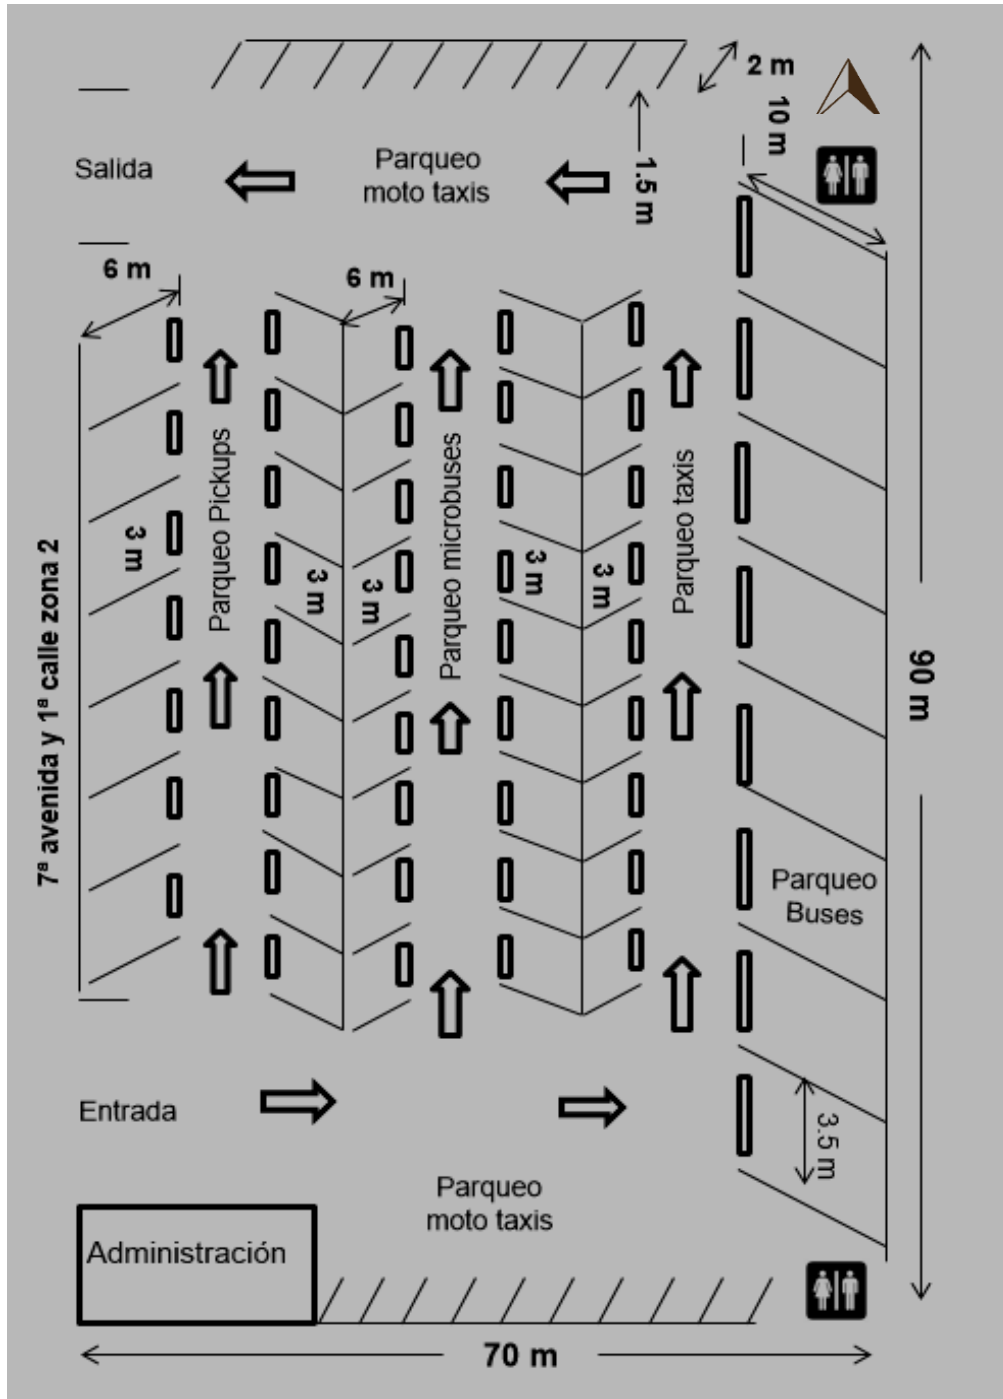 2 m
10 m
Salida
Parqueo
moto taxis
1.5 m
6 m
6 m
7ª avenida y 1ª calle zona 2
3 m
Parqueo Pickups
3 m
3 m
Parqueo microbuses
3 m
3 m
Parqueo taxis
90 m
Parqueo
Buses
Entrada
3.5 m
Parqueo
moto taxis
Administración
70 m